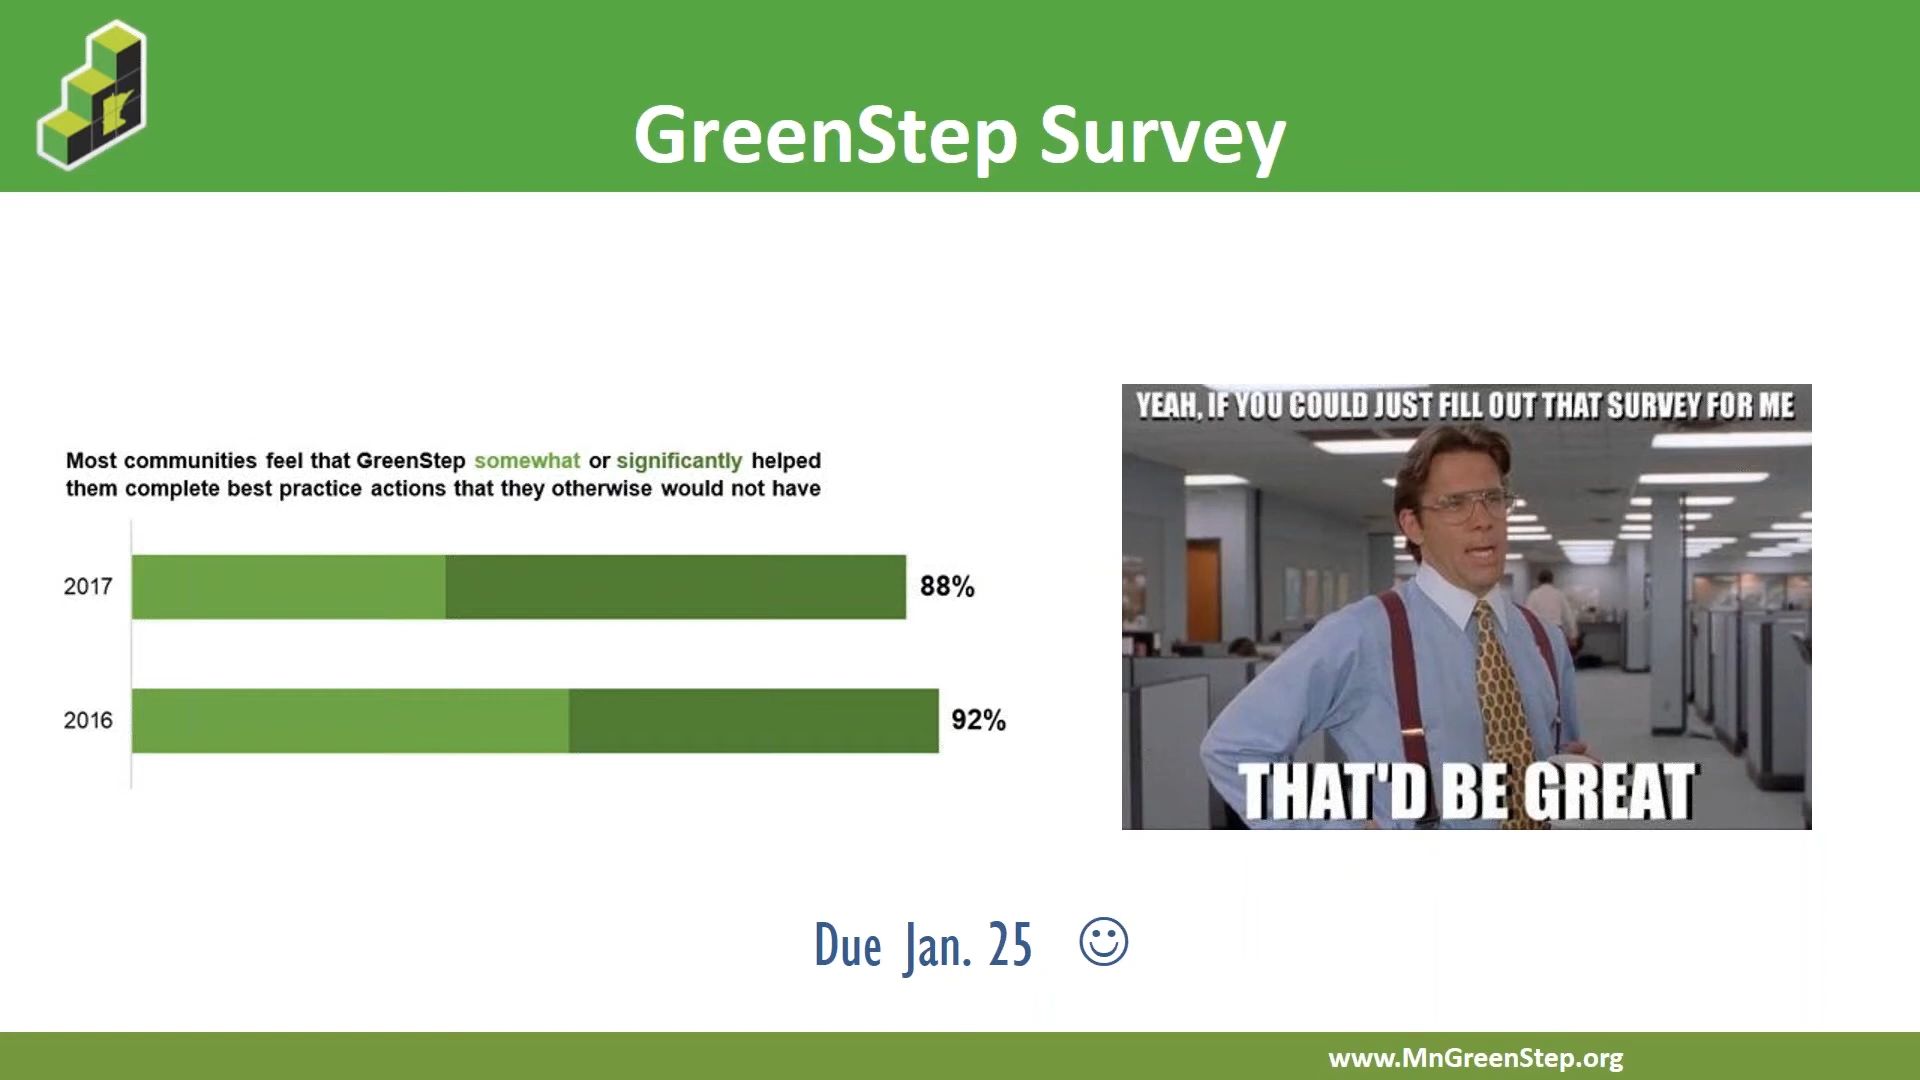 GreenStep Survey
Most communities feel that GreenStep somewhat or significantly helped
them complete best practice actions that they otherwise would not have
2017
88%
2016
92%
YEAH, IF YOU COULD JUST FILL OUT THAT SURVEY FOR ME
THAT'D BE GREAT
Due Jan. 25
www.MnGreenStep.org